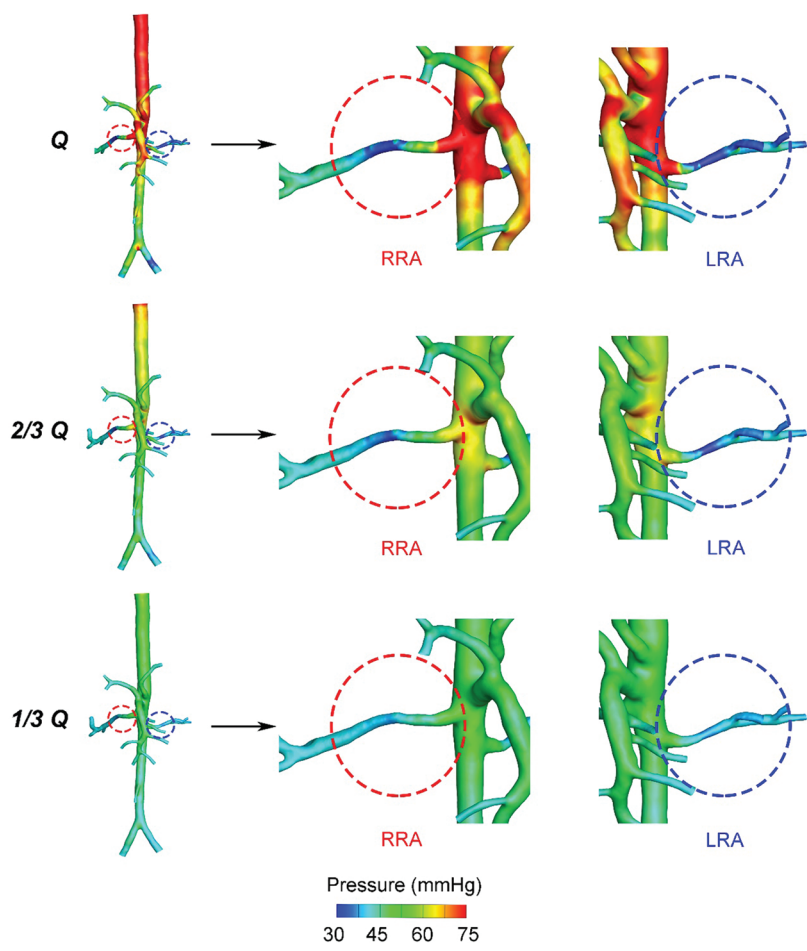 Q
RRA
LRA
2/3 Q
RRA
LRA
1/3 Q
RRA
LRA
Pressure (mmHg)
30 45 60 75